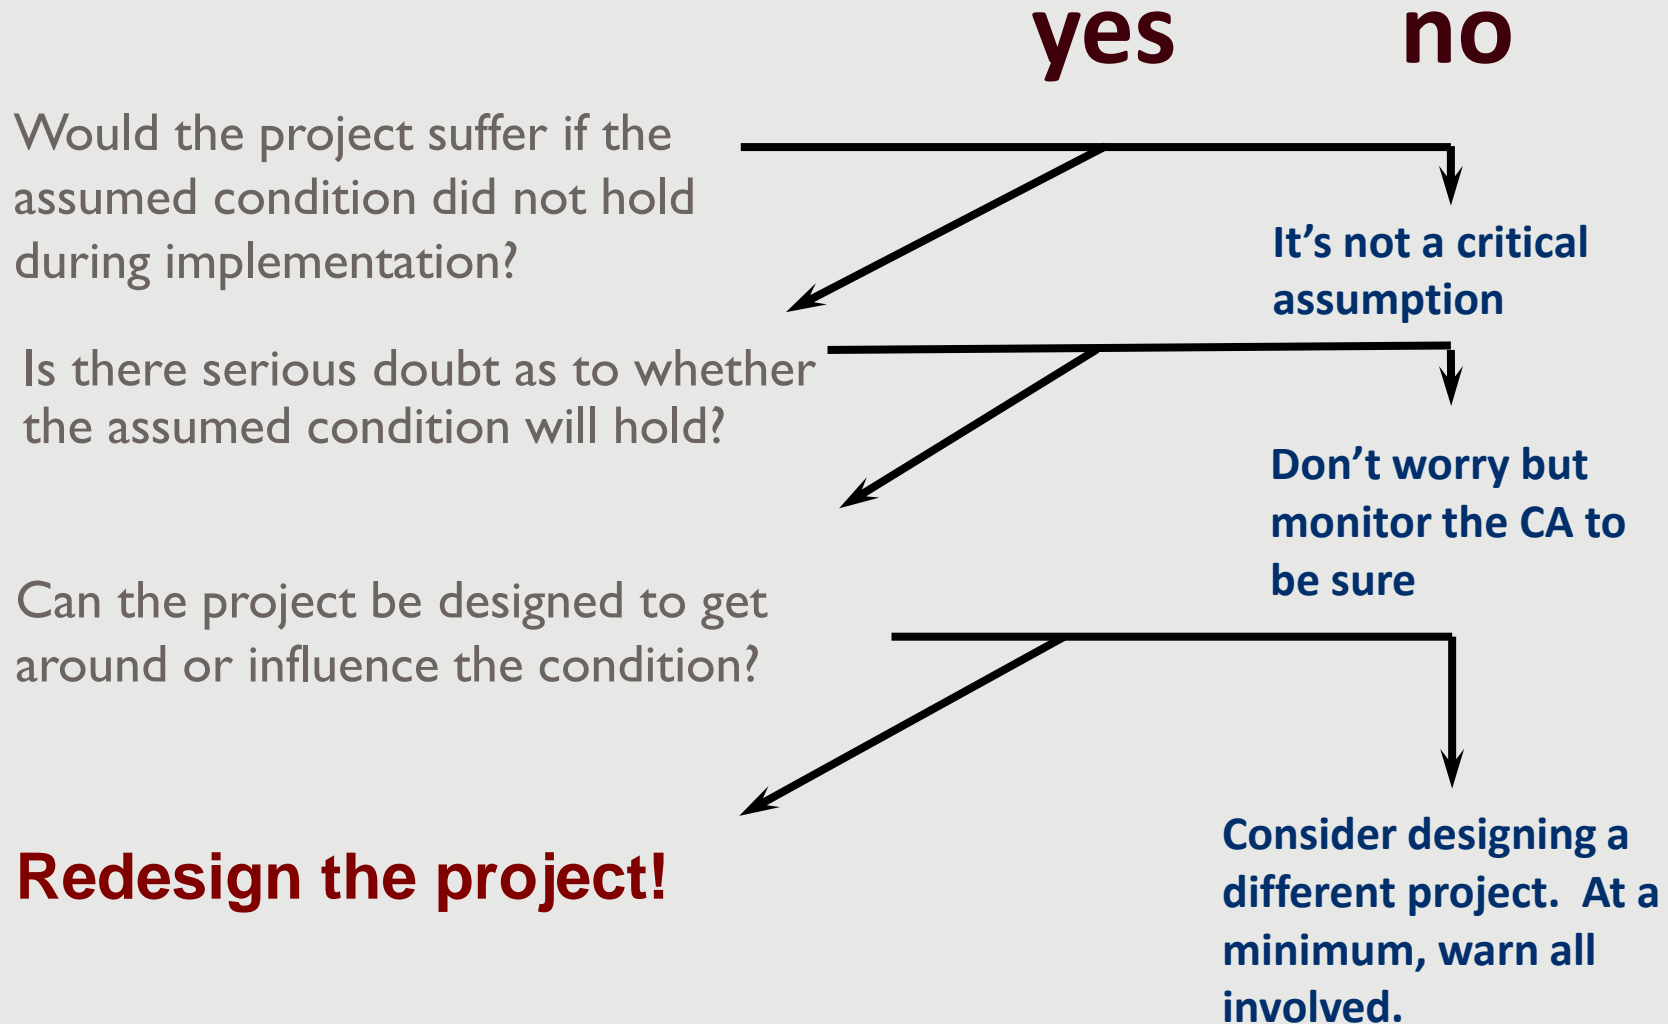 yes no
Would the project suffer if the
assumed condition did not hold
during implementation?
It’s not a critical
assumption
Is there serious doubt as to whether
the assumed condition will hold?
Don’t worry but
monitor the CA to
be sure
Can the project be designed to get
around or influence the condition?
Redesign the project!
Consider designing a
different project.  At a
minimum, warn all
involved.